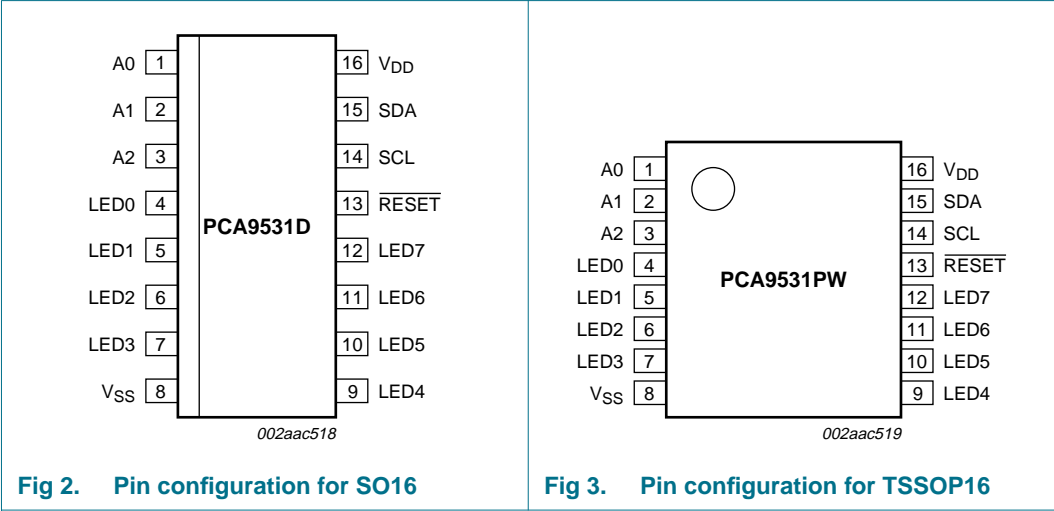 A0 1
A1 2
A2 3
LED0 4
LED1 5
LED2 6
LED3 7
VSS 8
PCA9531D
16 VDD
15 SDA
14 SCL
13 RESET
12 LED7
11 LED6
10 LED5
9 LED4
002aac518
Fig 2. Pin configuration for SO16
A0 1
A1 2
A2 3
LED0 4
LED1 5
LED2 6
LED3 7
VSS 8
PCA9531PW
16 VDD
15 SDA
14 SCL
13 RESET
12 LED7
11 LED6
10 LED5
9 LED4
002aac519
Fig 3. Pin configuration for TSSOP16